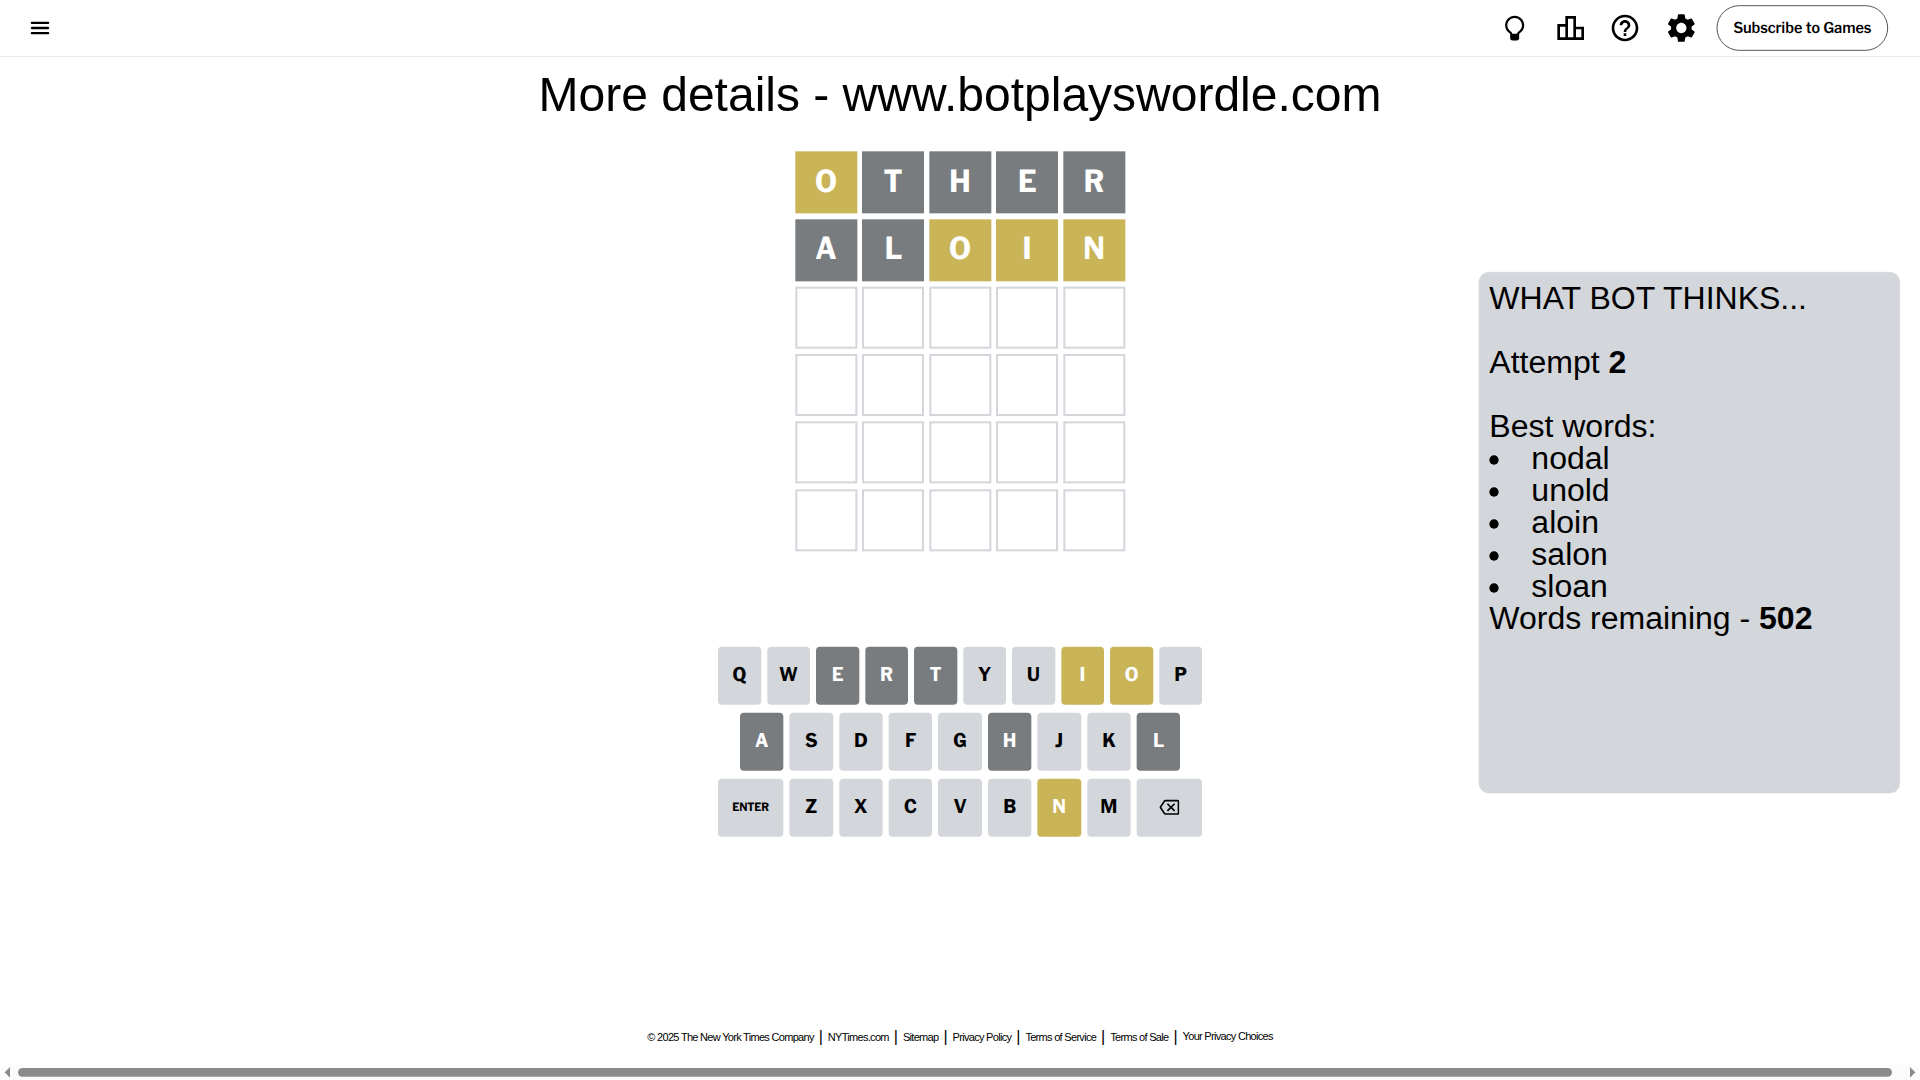 Subscribe to Games
More details - www.botplayswordle.com
O T H E R
A L O I N
WHAT BOT THINKS...
Attempt 2
Best words:
• nodal
• unold
• aloin
• salon
• sloan
Words remaining - 502
Q W E R T Y U I O P
A S D F G H J K L
ENTER Z X C V B N M
© 2025 The New York Times Company | NYTimes.com | Sitemap | Privacy Policy | Terms of Service | Terms of Sale | Your Privacy Choices